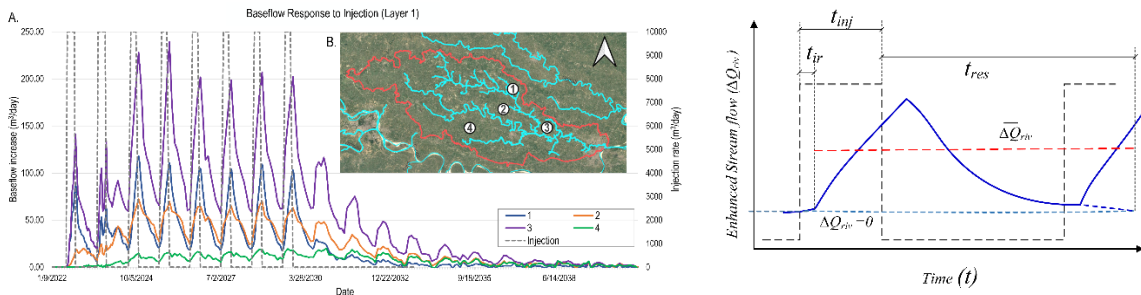 A.
Baseflow Response to Injection (Layer 1)
250.00
200.00
150.00
100.00
50.00
0.00
Baseflow increase (m³/day)
10000
9000
8000
7000
6000
5000
4000
3000
2000
1000
0
Injection rate (m³/day)
B.
1
2
3
4
1
2
3
4
Injection
1/9/2022
10/5/2024
7/2/2027
3/28/2030
12/22/2032
9/19/2035
6/14/2038
Date
t_inj
t_ir
t_res
ΔQ_riv
ΔQ_riv=0
Enhanced Stream flow (ΔQ_riv)
Time (t)